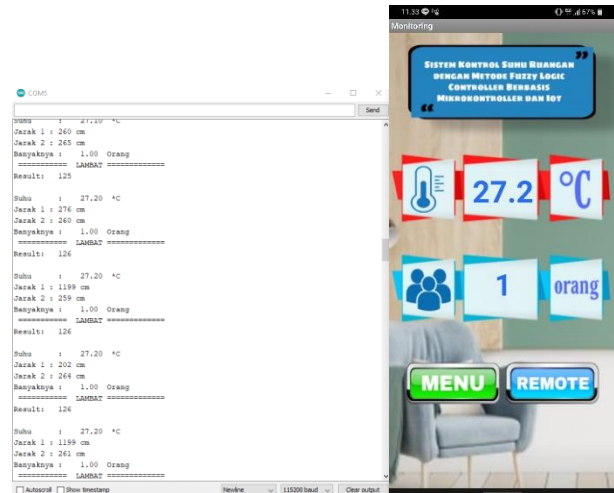 COM5
Send
Suhu : 27.10 *C
Jarak 1 : 260 cm
Jarak 2 : 265 cm
Banyaknya : 1.00 Orang
=========== LAMBAT =============
Result: 125
Suhu : 27.20 *C
Jarak 1 : 276 cm
Jarak 2 : 260 cm
Banyaknya : 1.00 Orang
=========== LAMBAT =============
Result: 126
Suhu : 27.20 *C
Jarak 1 : 1199 cm
Jarak 2 : 259 cm
Banyaknya : 1.00 Orang
=========== LAMBAT =============
Result: 126
Suhu : 27.20 *C
Jarak 1 : 202 cm
Jarak 2 : 264 cm
Banyaknya : 1.00 Orang
=========== LAMBAT =============
Result: 126
Suhu : 27.20 *C
Jarak 1 : 1199 cm
Jarak 2 : 261 cm
Banyaknya : 1.00 Orang
=========== LAMBAT =============
Autoscroll Show timestamp Newline 115200 baud Clear output
11.33 67%
Monitoring
Sistem Kontrol Suhu Ruangan
dengan Metode Fuzzy Logic
Controller Berbasis
Mikrokontroller dan Iot
27.2 °C
1 orang
MENU REMOTE